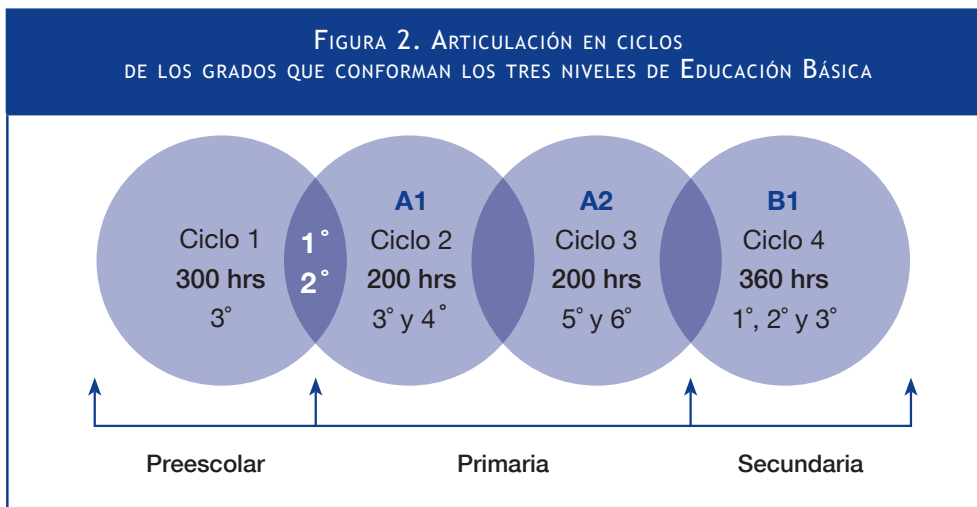 FIGURA 2. ARTICULACIÓN EN CICLOS
DE LOS GRADOS QUE CONFORMAN LOS TRES NIVELES DE EDUCACIÓN BÁSICA
Ciclo 1
300 hrs
3°
1°
2°
A1
Ciclo 2
200 hrs
3° y 4°
A2
Ciclo 3
200 hrs
5° y 6°
B1
Ciclo 4
360 hrs
1°, 2° y 3°
Preescolar
Primaria
Secundaria